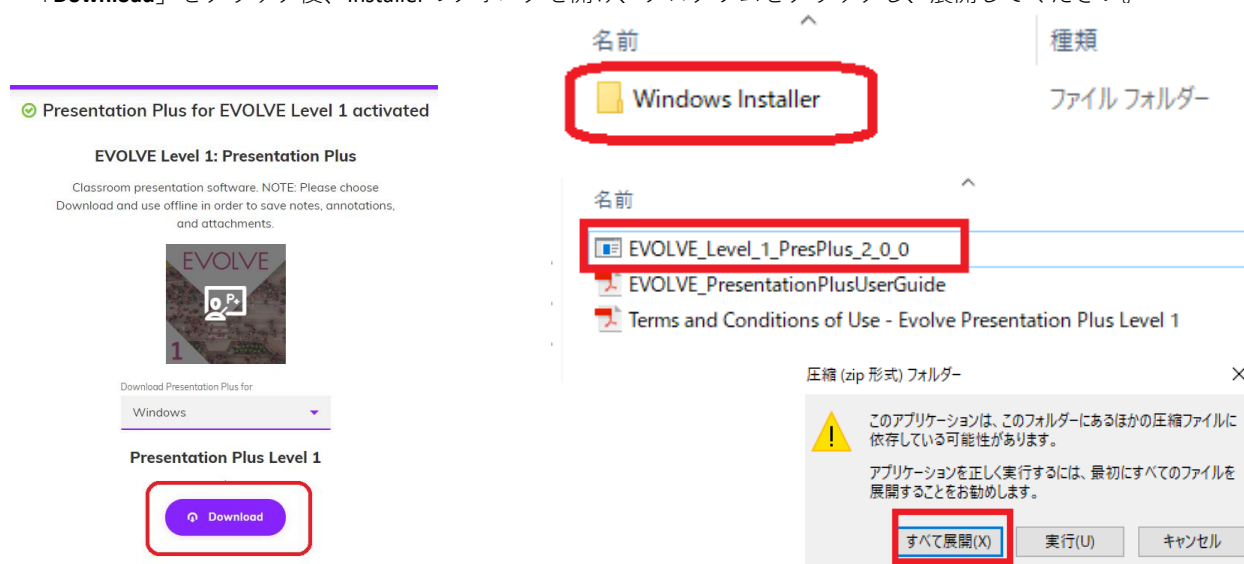 「Download」をクリック後、Installer のフォルダを開け、プログラムをクリックし、展開してください。
Presentation Plus for EVOLVE Level 1 activated
EVOLVE Level 1: Presentation Plus
Classroom presentation software. NOTE: Please choose
Download and use offline in order to save notes, annotations,
and attachments.
EVOLVE
P+
1
Download Presentation Plus for
Windows
Presentation Plus Level 1
Download
名前
種類
Windows Installer
ファイル フォルダー
名前
EVOLVE_Level_1_PresPlus_2_0_0
EVOLVE_PresentationPlusUserGuide
Terms and Conditions of Use - Evolve Presentation Plus Level 1
圧縮 (zip 形式) フォルダー
このアプリケーションは、このフォルダーにあるほかの圧縮ファイルに
依存している可能性があります。
アプリケーションを正しく実行するには、最初にすべてのファイルを
展開することをお勧めします。
すべて展開(X)
実行(U)
キャンセル